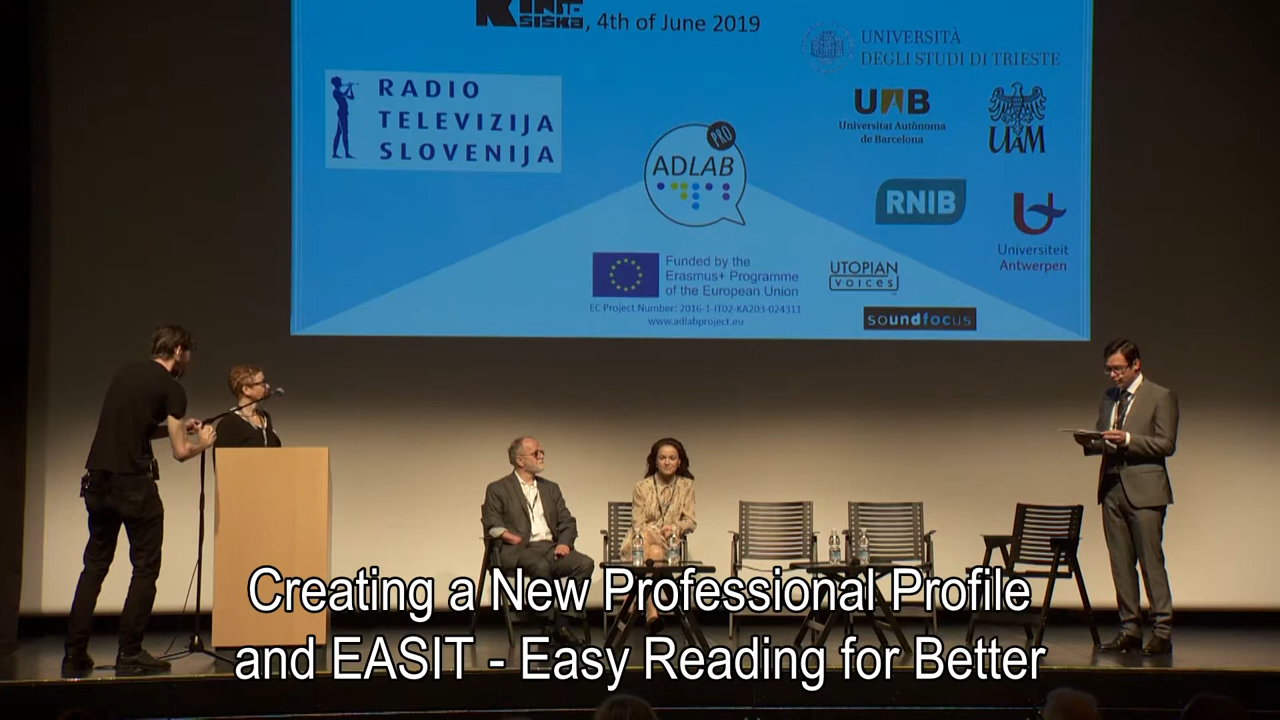 KINO SISKA, 4th of June 2019
UNIVERSITÀ
DEGLI STUDI DI TRIESTE
RADIO
TELEVIZIJA
SLOVENIJA
UAB
Universitat Autònoma
de Barcelona
UAM
PRO
ADLAB
RNIB
Universiteit
Antwerpen
Funded by the
Erasmus+ Programme
of the European Union
UTOPIAN
voices
EC Project Number: 2016-1-IT02-KA203-024311
www.adlabproject.eu
soundfocus
Creating a New Professional Profile
and EASIT - Easy Reading for Better